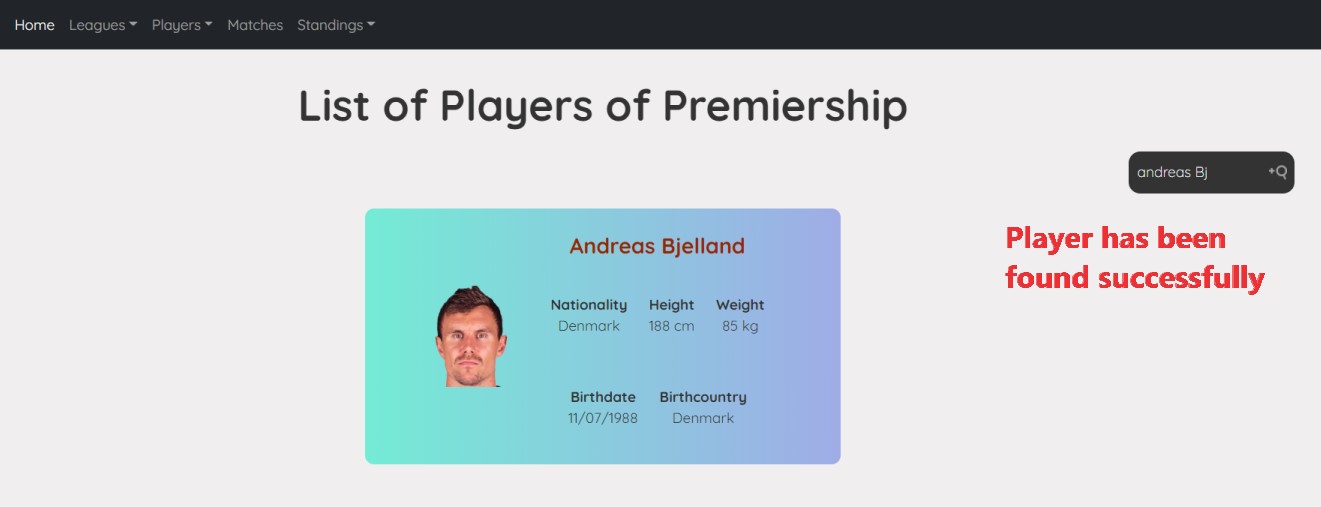 Home Leagues Players Matches Standings
List of Players of Premiership
andreas Bj
Player has been
found successfully
Andreas Bjelland
Nationality Height Weight
Denmark 188 cm 85 kg
Birthdate Birthcountry
11/07/1988 Denmark